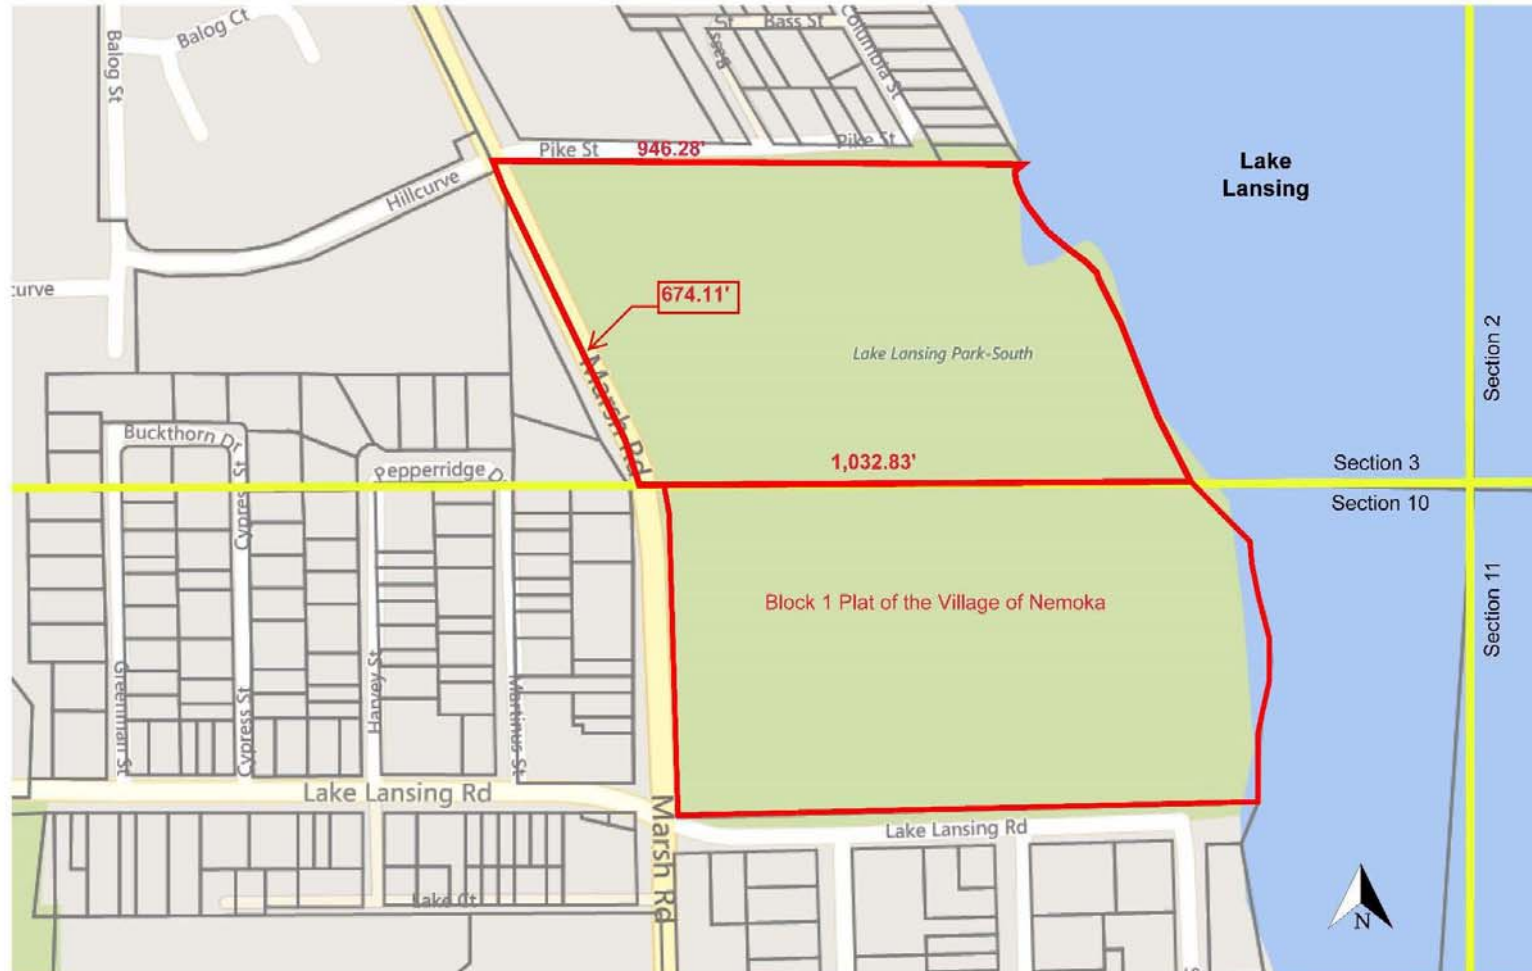 Balog Ct
Balog St
St
Bass St
Bass
Columbia St
Pike St
946.28'
Pike St
Lake
Lansing
Hillcurve
curve
674.11'
Marsh Rd
Lake Lansing Park-South
Section 2
Buckthorn Dr
Cypress St
Pepperridge D
1,032.83'
Section 3
Section 10
Section 11
Block 1 Plat of the Village of Nemoka
Greenman St
Cypress St
Harvey St
Martinus St
Lake Lansing Rd
Marsh Rd
Lake Lansing Rd
Lake Ct
N